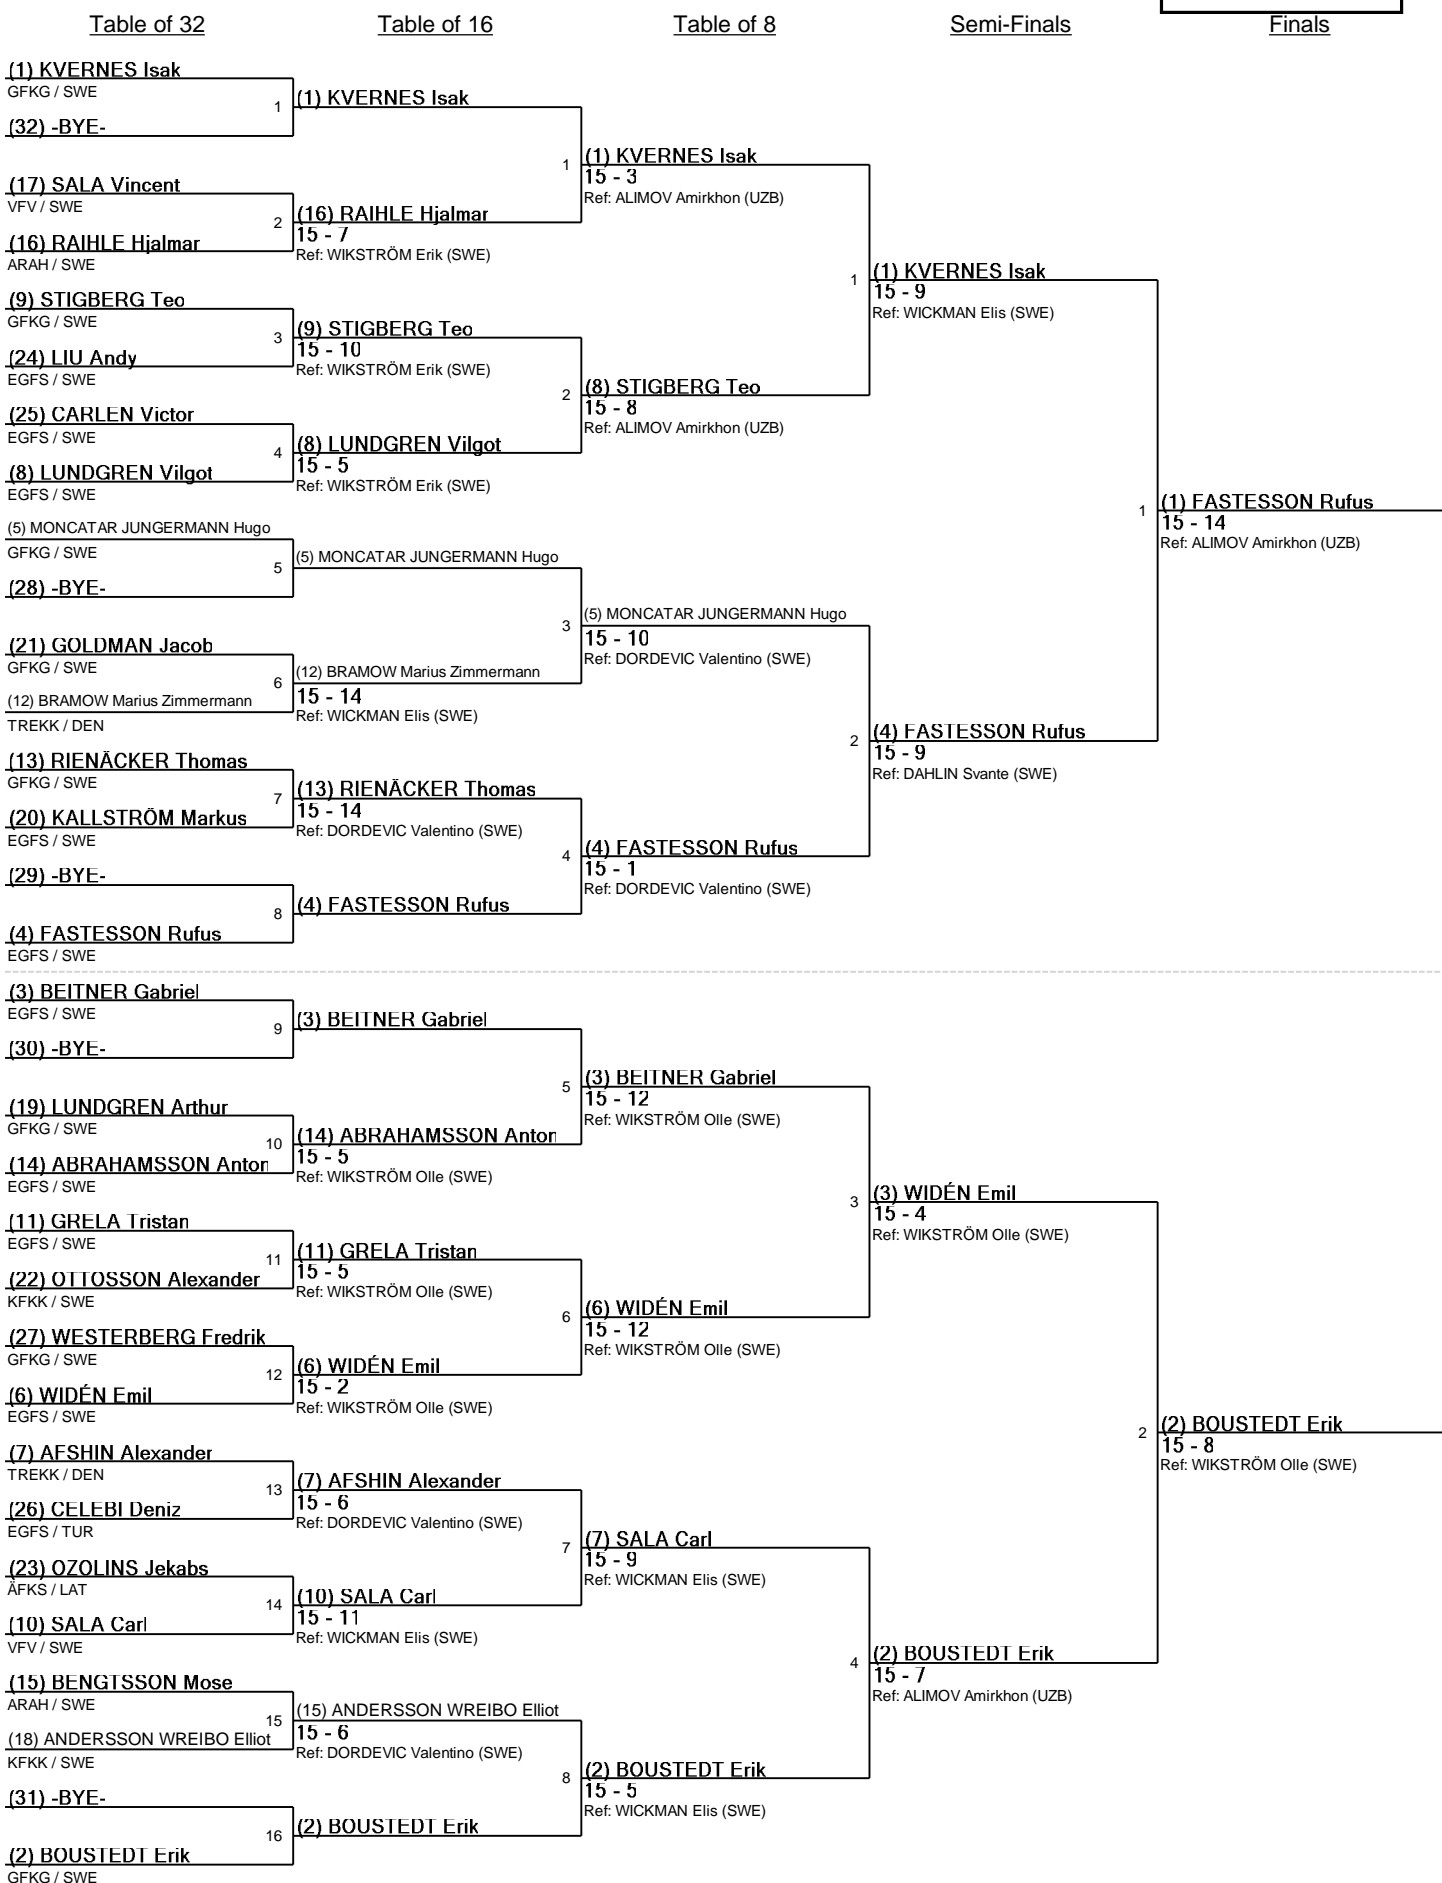 Table of 32
Table of 16
Table of 8
Semi-Finals
Finals
(1) KVERNES Isak
GFKG / SWE
1
(32) -BYE-
(17) SALA Vincent
VFV / SWE
2
(16) RAIHLE Hjalmar
ARAH / SWE
(9) STIGBERG Teo
GFKG / SWE
3
(24) LIU Andy
EGFS / SWE
(25) CARLEN Victor
EGFS / SWE
4
(8) LUNDGREN Vilgot
EGFS / SWE
(5) MONCATAR JUNGERMANN Hugo
GFKG / SWE
5
(28) -BYE-
(21) GOLDMAN Jacob
GFKG / SWE
6
(12) BRAMOW Marius Zimmermann
TREKK / DEN
(13) RIENÄCKER Thomas
GFKG / SWE
7
(20) KALLSTRÖM Markus
EGFS / SWE
(29) -BYE-
8
(4) FASTESSON Rufus
EGFS / SWE
(3) BEITNER Gabriel
EGFS / SWE
9
(30) -BYE-
(19) LUNDGREN Arthur
GFKG / SWE
10
(14) ABRAHAMSSON Anton
EGFS / SWE
(11) GRELA Tristan
EGFS / SWE
11
(22) OTTOSSON Alexander
KFKK / SWE
(27) WESTERBERG Fredrik
GFKG / SWE
12
(6) WIDÉN Emil
EGFS / SWE
(7) AFSHIN Alexander
TREKK / DEN
13
(26) CELEBI Deniz
EGFS / TUR
(23) OZOLINS Jekabs
ÄFKS / LAT
14
(10) SALA Carl
VFV / SWE
(15) BENGTSSON Mose
ARAH / SWE
15
(18) ANDERSSON WREIBO Elliot
KFKK / SWE
(31) -BYE-
16
(2) BOUSTEDT Erik
GFKG / SWE
(1) KVERNES Isak
1
(16) RAIHLE Hjalmar
15 - 7
Ref: WIKSTRÖM Erik (SWE)
(9) STIGBERG Teo
15 - 10
Ref: WIKSTRÖM Erik (SWE)
2
(8) LUNDGREN Vilgot
15 - 5
Ref: WIKSTRÖM Erik (SWE)
(5) MONCATAR JUNGERMANN Hugo
3
(12) BRAMOW Marius Zimmermann
15 - 14
Ref: WICKMAN Elis (SWE)
(13) RIENÄCKER Thomas
15 - 14
Ref: DORDEVIC Valentino (SWE)
4
(4) FASTESSON Rufus
(3) BEITNER Gabriel
5
(14) ABRAHAMSSON Anton
15 - 5
Ref: WIKSTRÖM Olle (SWE)
(11) GRELA Tristan
15 - 5
Ref: WIKSTRÖM Olle (SWE)
6
(6) WIDÉN Emil
15 - 2
Ref: WIKSTRÖM Olle (SWE)
(7) AFSHIN Alexander
15 - 6
Ref: DORDEVIC Valentino (SWE)
7
(10) SALA Carl
15 - 11
Ref: WICKMAN Elis (SWE)
(15) ANDERSSON WREIBO Elliot
15 - 6
Ref: DORDEVIC Valentino (SWE)
8
(2) BOUSTEDT Erik
(1) KVERNES Isak
15 - 3
Ref: ALIMOV Amirkhon (UZB)
1
(8) STIGBERG Teo
15 - 8
Ref: ALIMOV Amirkhon (UZB)
(5) MONCATAR JUNGERMANN Hugo
15 - 10
Ref: DORDEVIC Valentino (SWE)
2
(4) FASTESSON Rufus
15 - 1
Ref: DORDEVIC Valentino (SWE)
(3) BEITNER Gabriel
15 - 12
Ref: WIKSTRÖM Olle (SWE)
3
(6) WIDÉN Emil
15 - 12
Ref: WIKSTRÖM Olle (SWE)
(7) SALA Carl
15 - 9
Ref: WICKMAN Elis (SWE)
4
(2) BOUSTEDT Erik
15 - 5
Ref: WICKMAN Elis (SWE)
(1) KVERNES Isak
15 - 9
Ref: WICKMAN Elis (SWE)
1
(4) FASTESSON Rufus
15 - 9
Ref: DAHLIN Svante (SWE)
(3) WIDÉN Emil
15 - 4
Ref: WIKSTRÖM Olle (SWE)
2
(2) BOUSTEDT Erik
15 - 7
Ref: ALIMOV Amirkhon (UZB)
(1) FASTESSON Rufus
15 - 14
Ref: ALIMOV Amirkhon (UZB)
(2) BOUSTEDT Erik
15 - 8
Ref: WIKSTRÖM Olle (SWE)